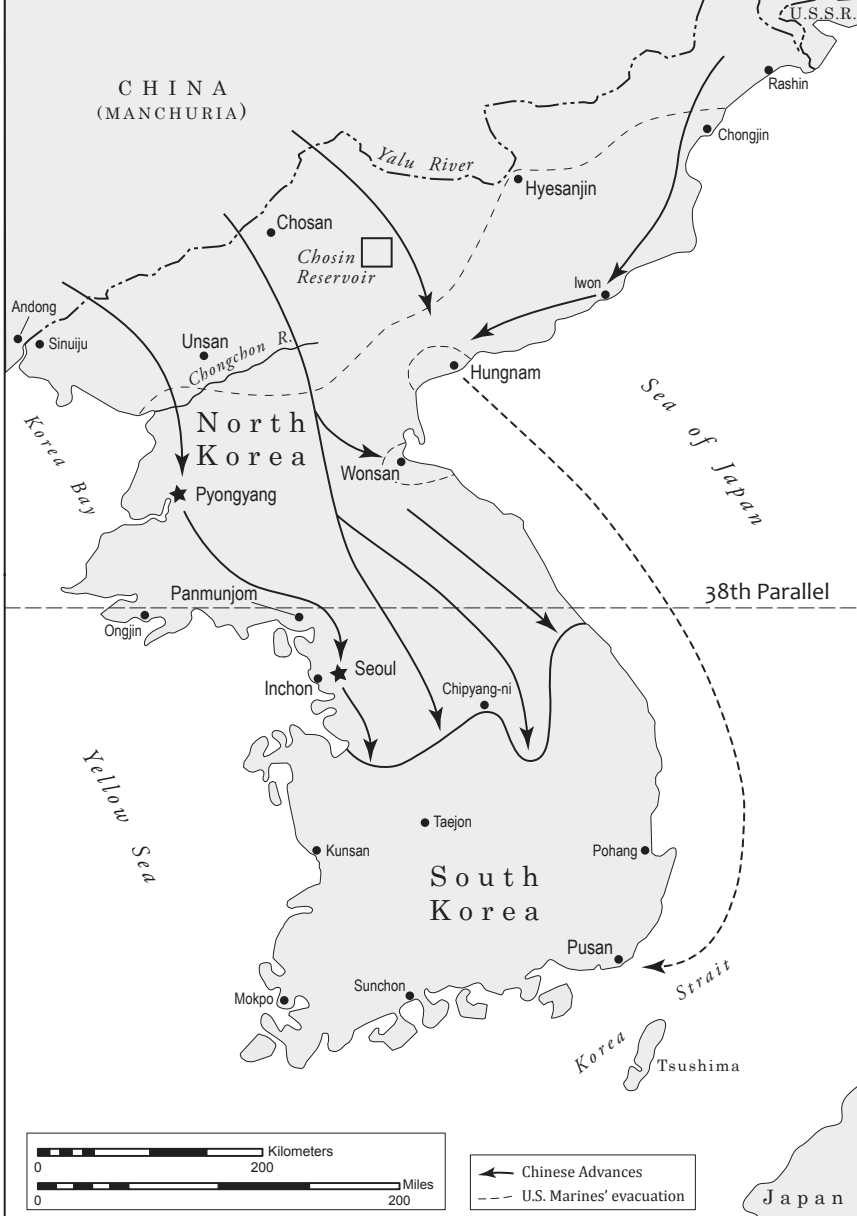 U.S.S.R.
CHINA
(MANCHURIA)
Rashin
Chongjin
Yalu River
Hyesanjin
Chosan
Chosin
Reservoir
Iwon
Andong
Sinuiju
Unsan
Chongchon R.
Hungnam
Sea of Japan
Korea Bay
North
Korea
Wonsan
Pyongyang
38th Parallel
Panmunjom
Ongjin
Seoul
Inchon
Chipyang-ni
Yellow Sea
Taejon
Kunsan
Pohang
South
Korea
Pusan
Mokpo
Sunchon
Korea Strait
Tsushima
Kilometers
0 200
Miles
0 200
Chinese Advances
U.S. Marines' evacuation
Japan